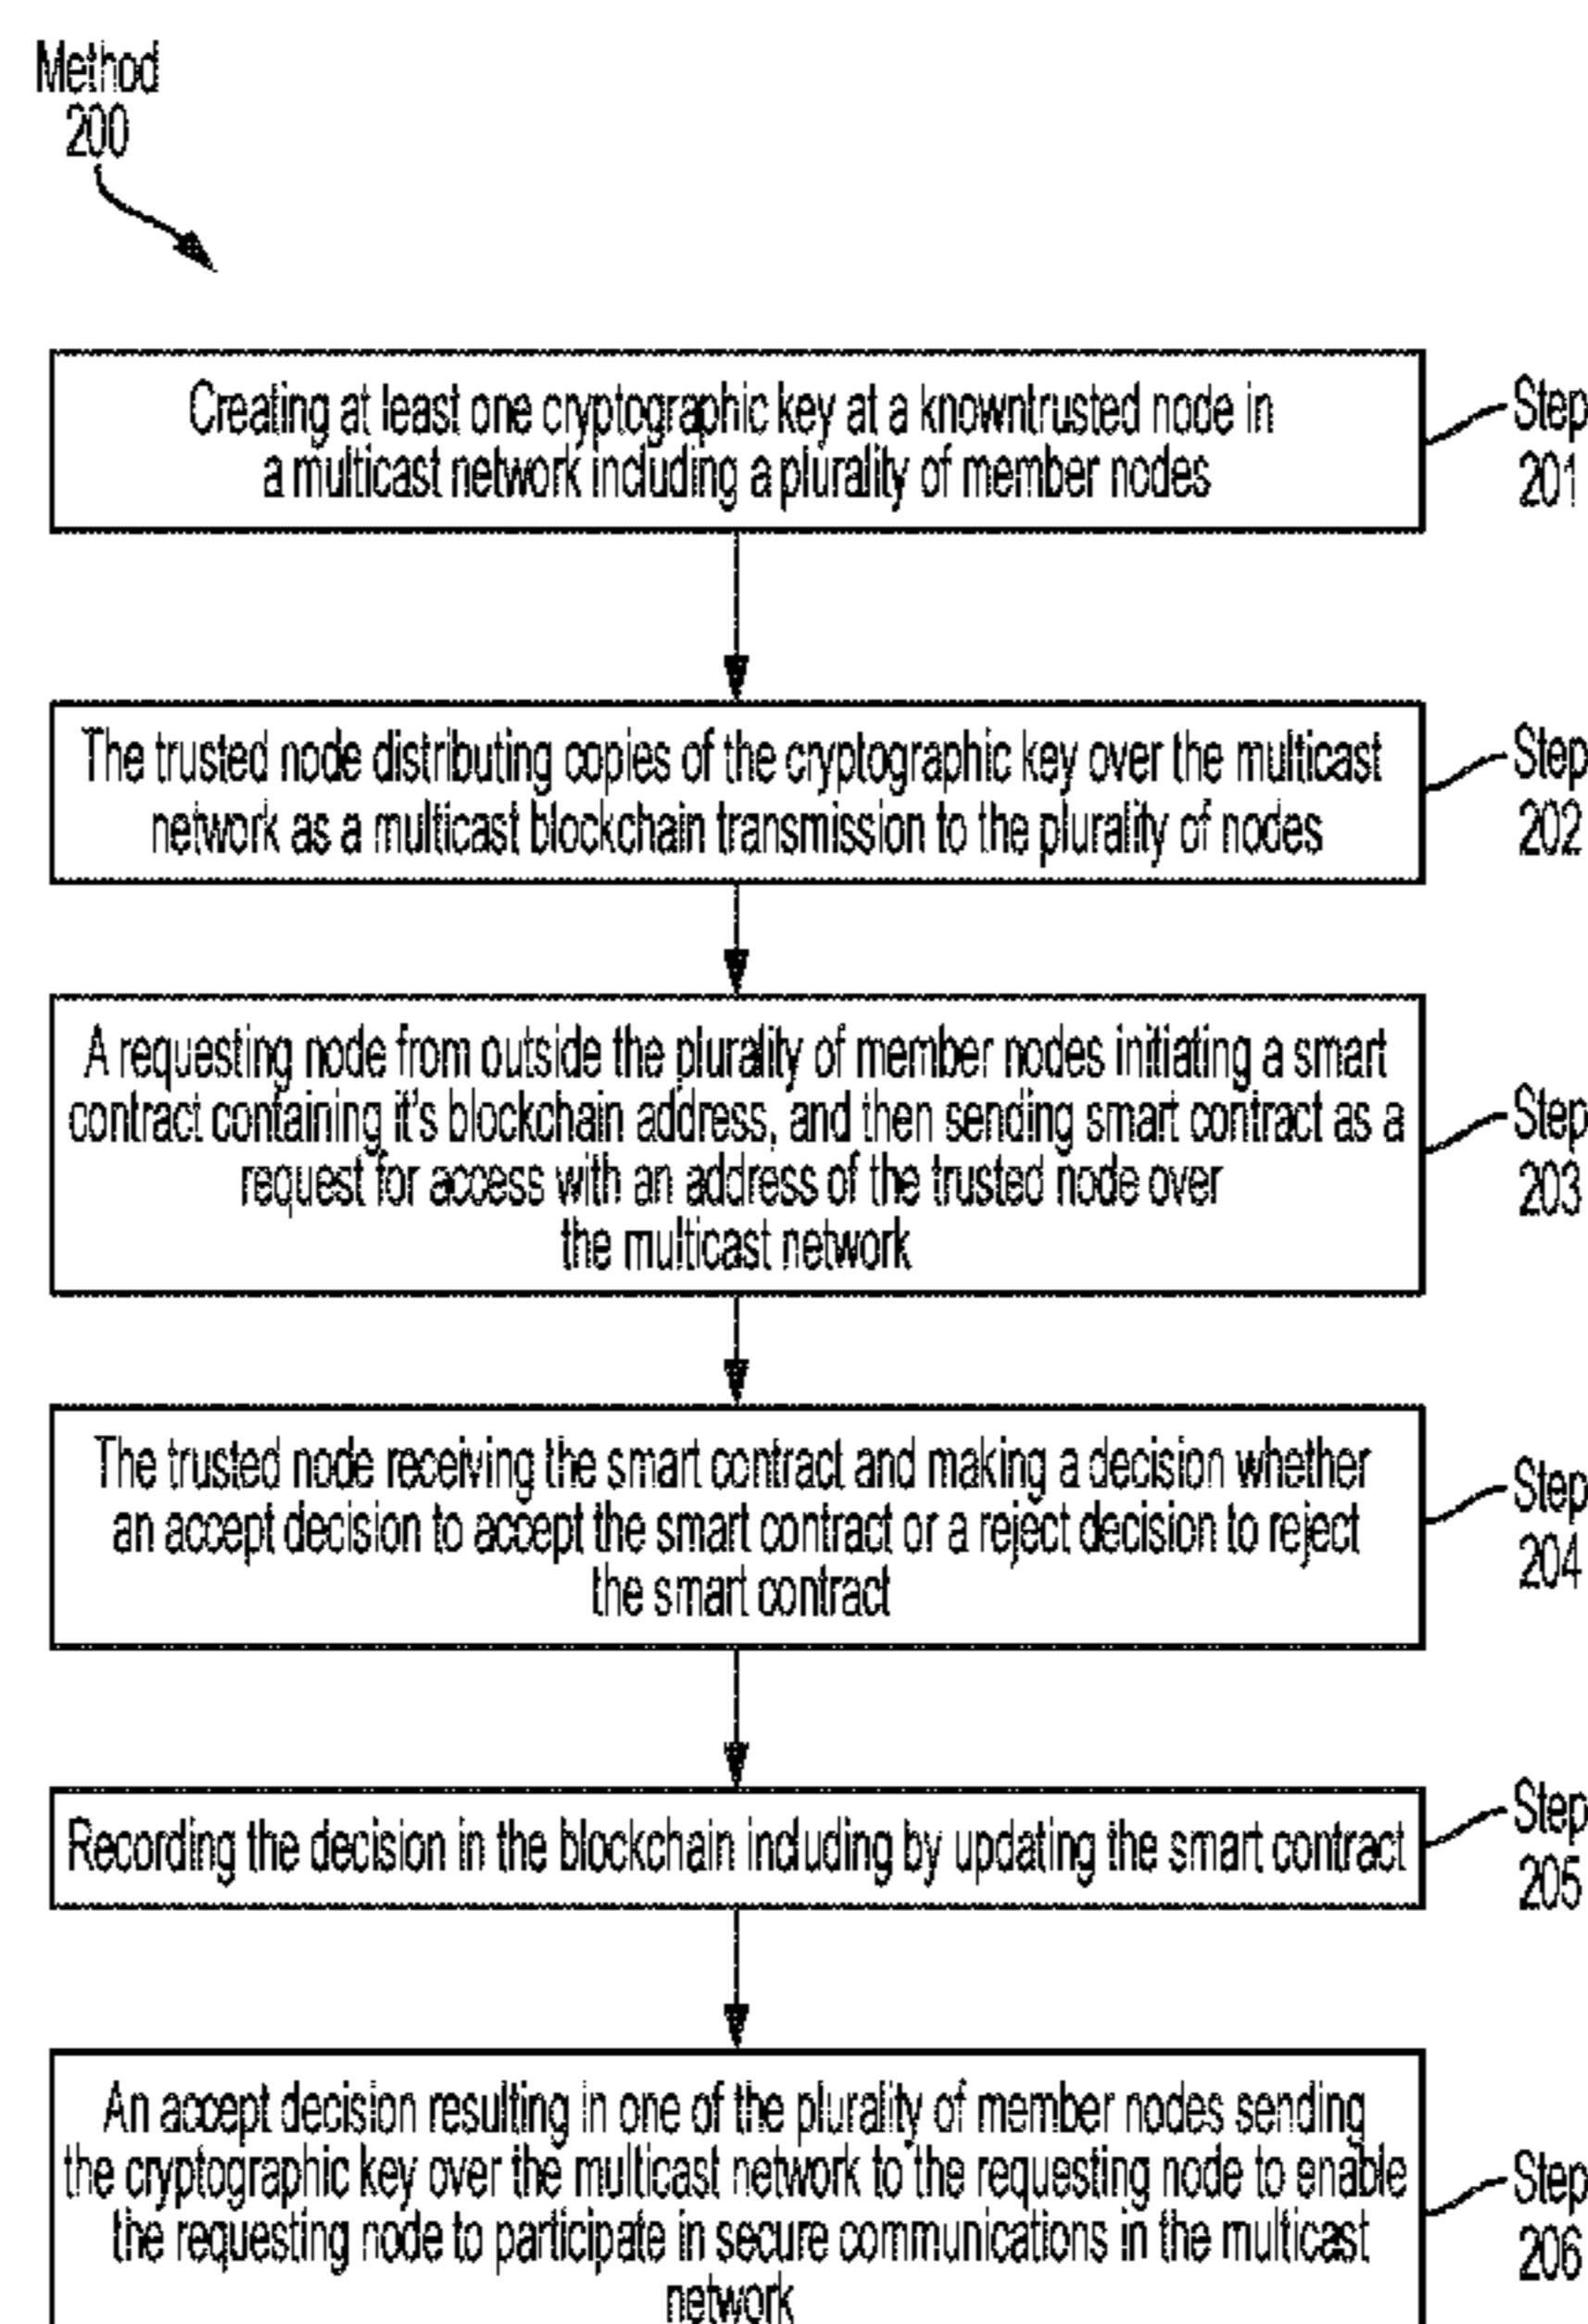 Method
200
Creating at least one cryptographic key at a knowntrusted node in
a multicast network including a plurality of member nodes
Step
201
The trusted node distributing copies of the cryptographic key over the multicast
network as a multicast blockchain transmission to the plurality of nodes
Step
202
A requesting node from outside the plurality of member nodes initiating a smart
contract containing it's blockchain address, and then sending smart contract as a
request for access with an address of the trusted node over
the multicast network
Step
203
The trusted node receiving the smart contract and making a decision whether
an accept decision to accept the smart contract or a reject decision to reject
the smart contract
Step
204
Recording the decision in the blockchain including by updating the smart contract
Step
205
An accept decision resulting in one of the plurality of member nodes sending
the cryptographic key over the multicast network to the requesting node to enable
the requesting node to participate in secure communications in the multicast
network
Step
206